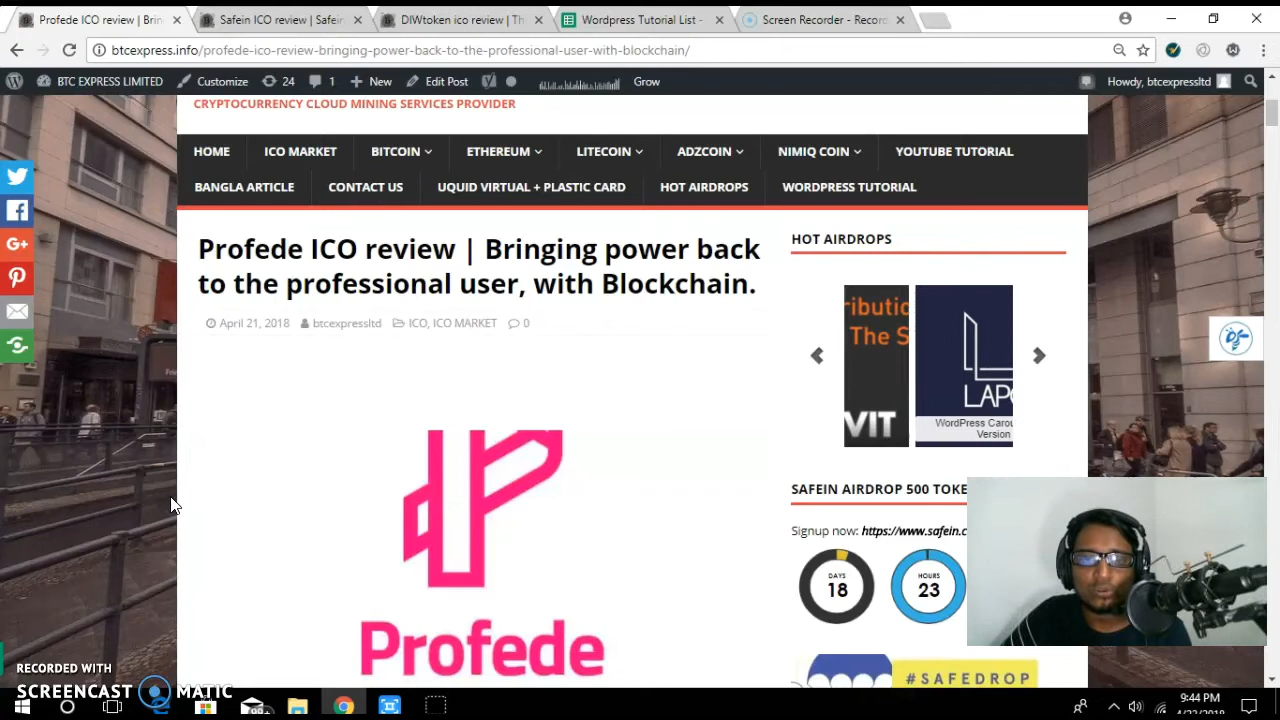 Profede ICO review | Brin
Safein ICO review | Safein
DIWtoken ico review | Th
Wordpress Tutorial List -
Screen Recorder - Record
btcexpress.info/profede-ico-review-bringing-power-back-to-the-professional-user-with-blockchain/
BTC EXPRESS LIMITED
Customize
24
1
New
Edit Post
Grow
Howdy, btcexpressltd
CRYPTOCURRENCY CLOUD MINING SERVICES PROVIDER
HOME ICO MARKET BITCOIN ETHEREUM LITECOIN ADZCOIN NIMIQ COIN YOUTUBE TUTORIAL
BANGLA ARTICLE CONTACT US UQUID VIRTUAL + PLASTIC CARD HOT AIRDROPS WORDPRESS TUTORIAL
Profede ICO review | Bringing power back
to the professional user, with Blockchain.
April 21, 2018 btcexpressltd ICO, ICO MARKET 0
Profede
HOT AIRDROPS
The S
VIT
WordPress Carou
Version
SAFEIN AIRDROP 500 TOKE
Signup now: https://www.safein.c
DAYS
18
HOURS
23
#SAFEDROP
RECORDED WITH
SCREENCAST MATIC
9:44 PM